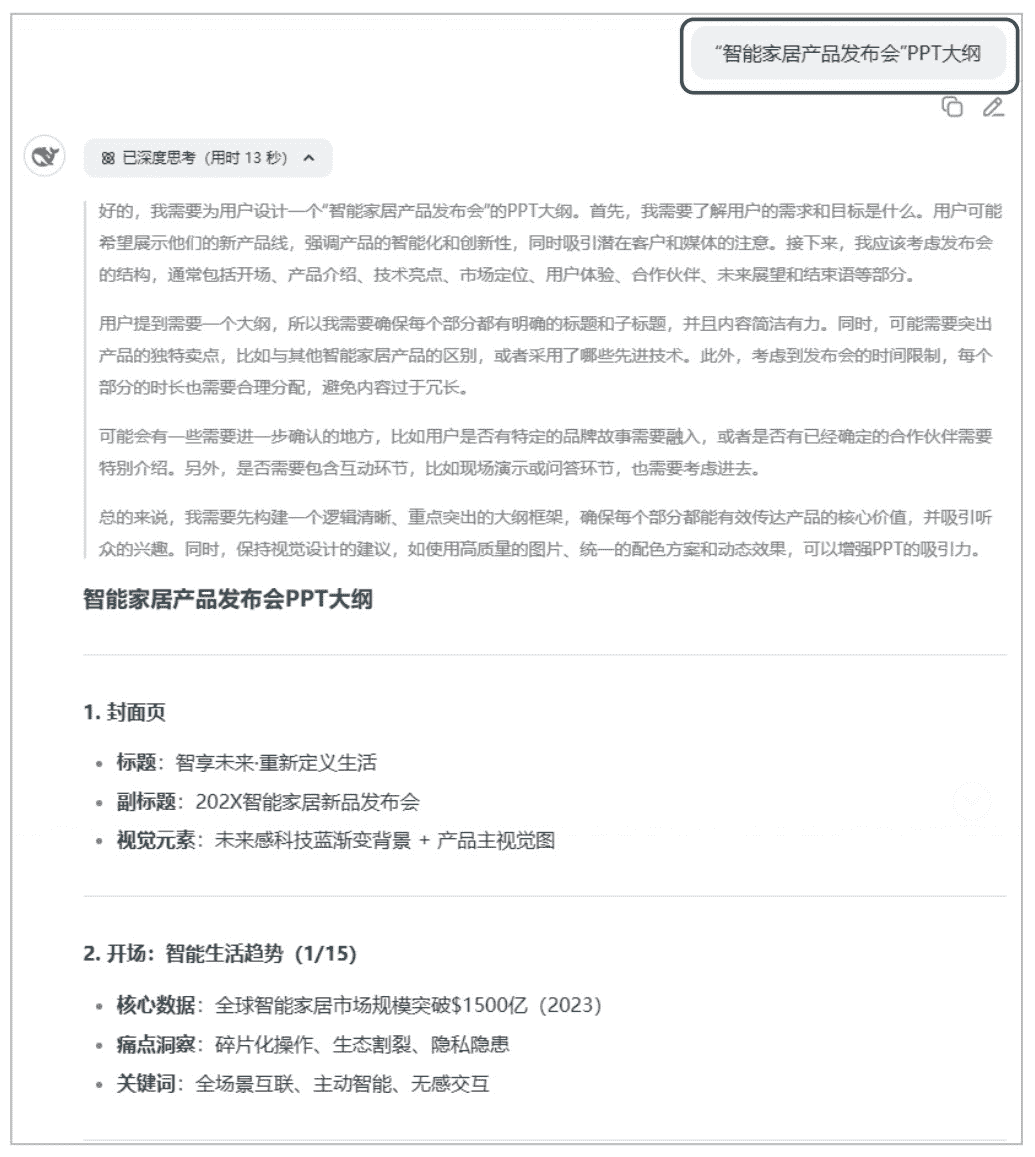 “智能家居产品发布会”PPT大纲
已深度思考（用时 13 秒）
好的，我需要为用户设计一个“智能家居产品发布会”的PPT大纲。首先，我需要了解用户的需求和目标是什么。用户可能
希望展示他们的新产品线，强调产品的智能化和创新性，同时吸引潜在客户和媒体的注意。接下来，我应该考虑发布会
的结构，通常包括开场、产品介绍、技术亮点、市场定位、用户体验、合作伙伴、未来展望和结束语等部分。
用户提到需要一个大纲，所以我需要确保每个部分都有明确的标题和子标题，并且内容简洁有力。同时，可能需要突出
产品的独特卖点，比如与其他智能家居产品的区别，或者采用了哪些先进技术。此外，考虑到发布会的时间限制，每个
部分的时长也需要合理分配，避免内容过于冗长。
可能会有一些需要进一步确认的地方，比如用户是否有特定的品牌故事需要融入，或者是否有已经确定的合作伙伴需要
特别介绍。另外，是否需要包含互动环节，比如现场演示或问答环节，也需要考虑进去。
总的来说，我需要先构建一个逻辑清晰、重点突出的大纲框架，确保每个部分都能有效传达产品的核心价值，并吸引听
众的兴趣。同时，保持视觉设计的建议，如使用高质量的图片、统一的配色方案和动态效果，可以增强PPT的吸引力。
智能家居产品发布会PPT大纲
1. 封面页
• 标题：智享未来·重新定义生活
• 副标题：202X智能家居新品发布会
• 视觉元素：未来感科技蓝渐变背景 + 产品主视觉图
2. 开场：智能生活趋势（1/15）
• 核心数据：全球智能家居市场规模突破$1500亿（2023）
• 痛点洞察：碎片化操作、生态割裂、隐私隐患
• 关键词：全场景互联、主动智能、无感交互